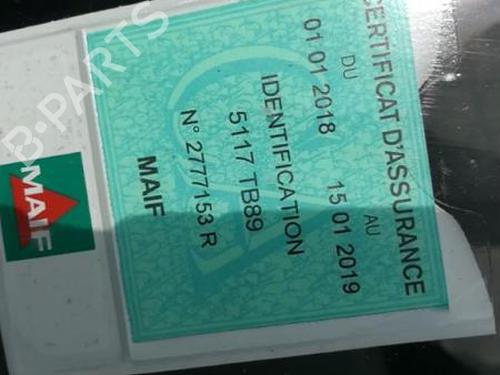 CERTIFICAT D'ASSURANCE
DU AU
01 01 2018 15 01 2019
IDENTIFICATION
5117 TB89
N° 2777153 R
MAIF
MAIF
B-PARTS